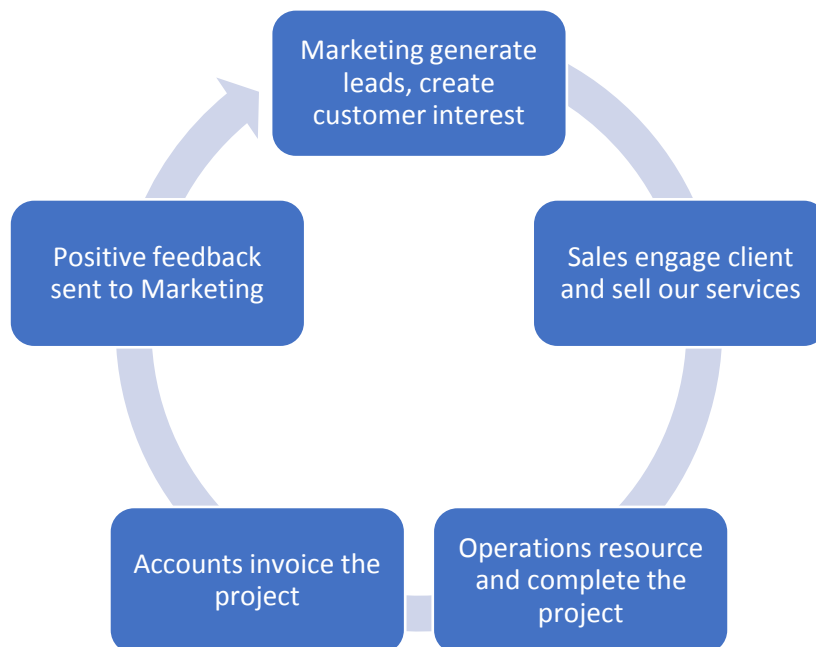 Marketing generate
leads, create
customer interest
Sales engage client
and sell our services
Operations resource
and complete the
project
Accounts invoice the
project
Positive feedback
sent to Marketing